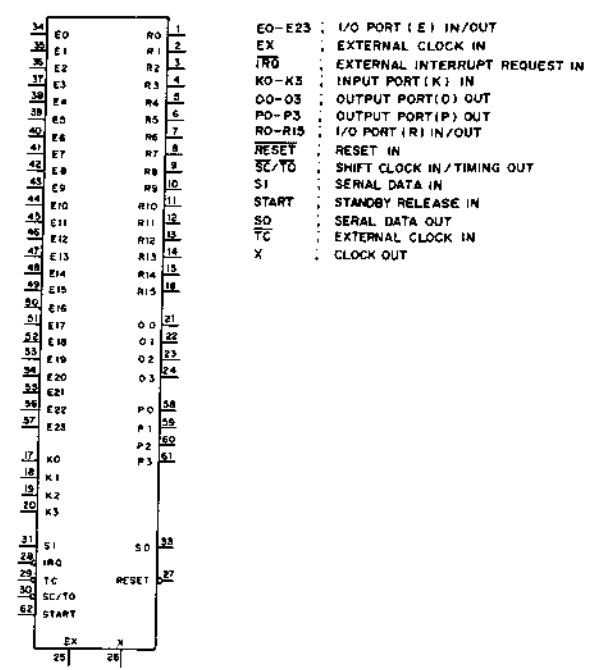 34 E0 R0 1
35 E1 R1 2
36 E2 R2 3
37 E3 R3 4
38 E4 R4 5
39 E5 R5 6
40 E6 R6 7
41 E7 R7 8
42 E8 R8 9
43 E9 R9 10
44 E10 R10 11
45 E11 R11 12
46 E12 R12 13
47 E13 R13 14
48 E14 R14 15
49 E15 R15 16
50 E16
51 E17 O0 21
52 E18 O1 22
53 E19 O2 23
54 E20 O3 24
55 E21
56 E22 P0 58
57 E23 P1 59
P2 60
17 K0 P3 61
18 K1
19 K2
20 K3
31 SI SO 33
28 IRQ
29 TC RESET 27
30 SC/TO
62 START
EX X
25 26
E0-E23 : I/O PORT (E) IN/OUT
EX : EXTERNAL CLOCK IN
IRQ : EXTERNAL INTERRUPT REQUEST IN
K0-K3 : INPUT PORT(K) IN
O0-O3 : OUTPUT PORT(O) OUT
P0-P3 : OUTPUT PORT(P) OUT
R0-R15 : I/O PORT (R) IN/OUT
RESET : RESET IN
SC/TO : SHIFT CLOCK IN/TIMING OUT
SI : SERIAL DATA IN
START : STANDBY RELEASE IN
SO : SERAL DATA OUT
TC : EXTERNAL CLOCK IN
X : CLOCK OUT